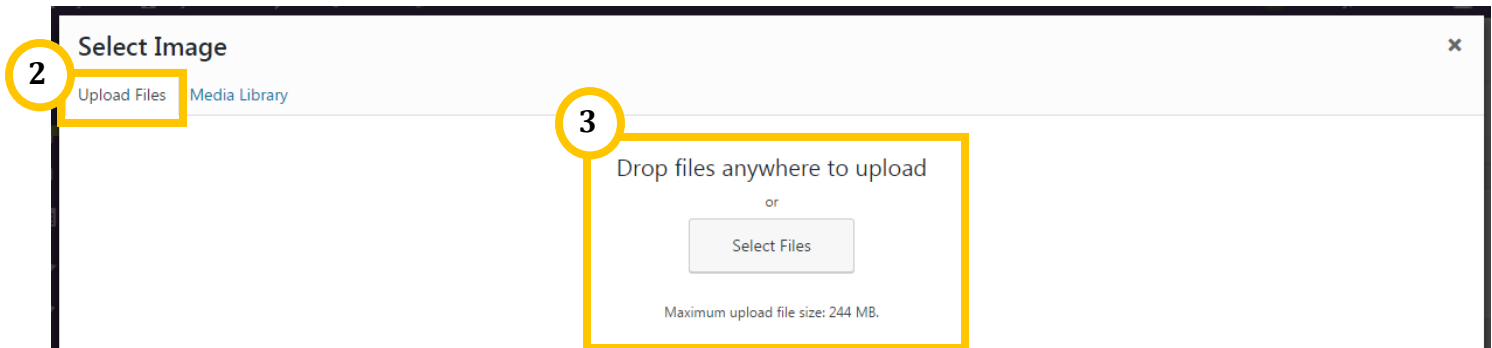 Select Image
2
Upload Files Media Library
3
Drop files anywhere to upload
or
Select Files
Maximum upload file size: 244 MB.